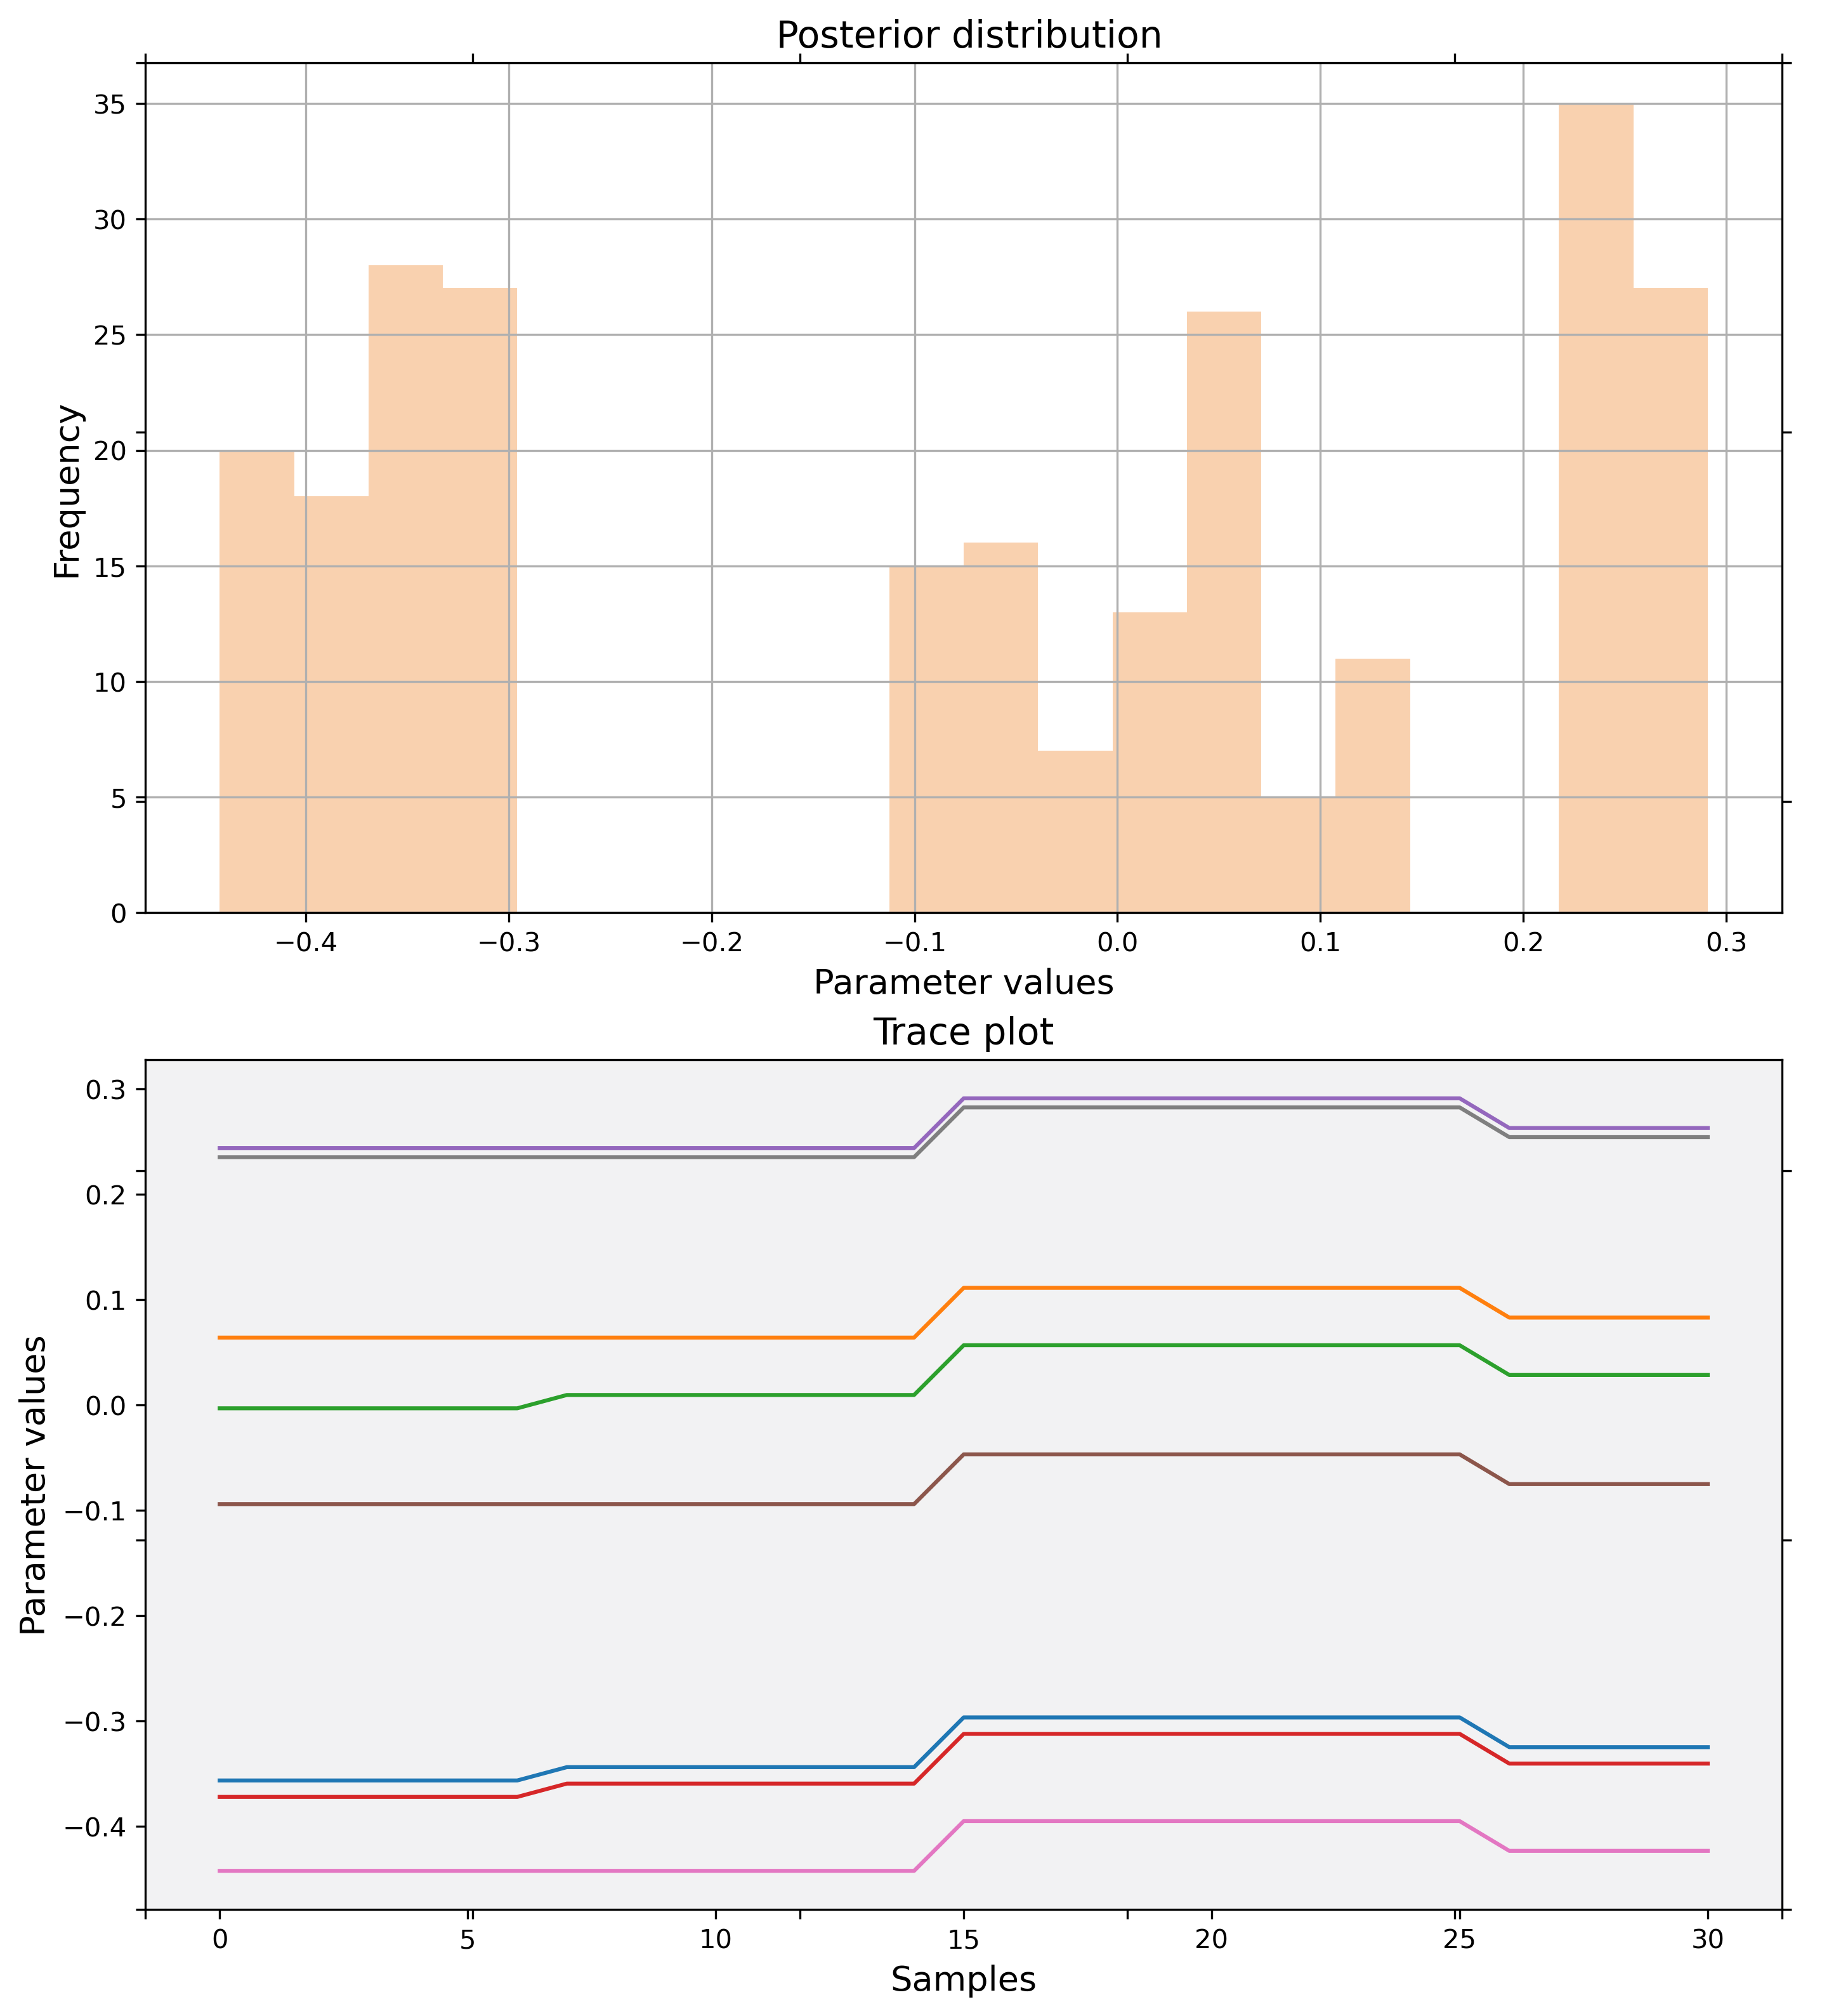 Posterior distribution
Frequency
35
30
25
20
15
10
5
0
−0.4 −0.3 −0.2 −0.1 0.0 0.1 0.2 0.3
Parameter values
Trace plot
Parameter values
0.3
0.2
0.1
0.0
−0.1
−0.2
−0.3
−0.4
0 5 10 15 20 25 30
Samples